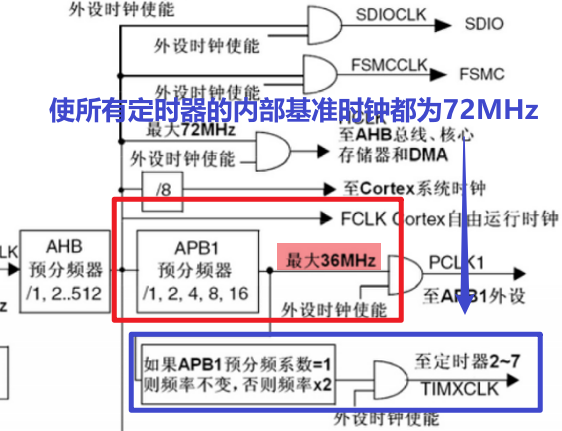 外设时钟使能
SDIOCLK
SDIO
外设时钟使能
FSMCCLK
FSMC
外设时钟使能
使所有定时器的内部基准时钟都为72MHz
最大72MHz
至AHB总线、核心
存储器和DMA
外设时钟使能
/8
至Cortex系统时钟
FCLK Cortex自由运行时钟
AHB
预分频器
/1, 2..512
APB1
预分频器
/1, 2, 4, 8, 16
最大36MHz
PCLK1
至APB1外设
外设时钟使能
如果APB1预分频系数=1
则频率不变，否则频率x2
至定时器2~7
TIMXCLK
外设时钟使能